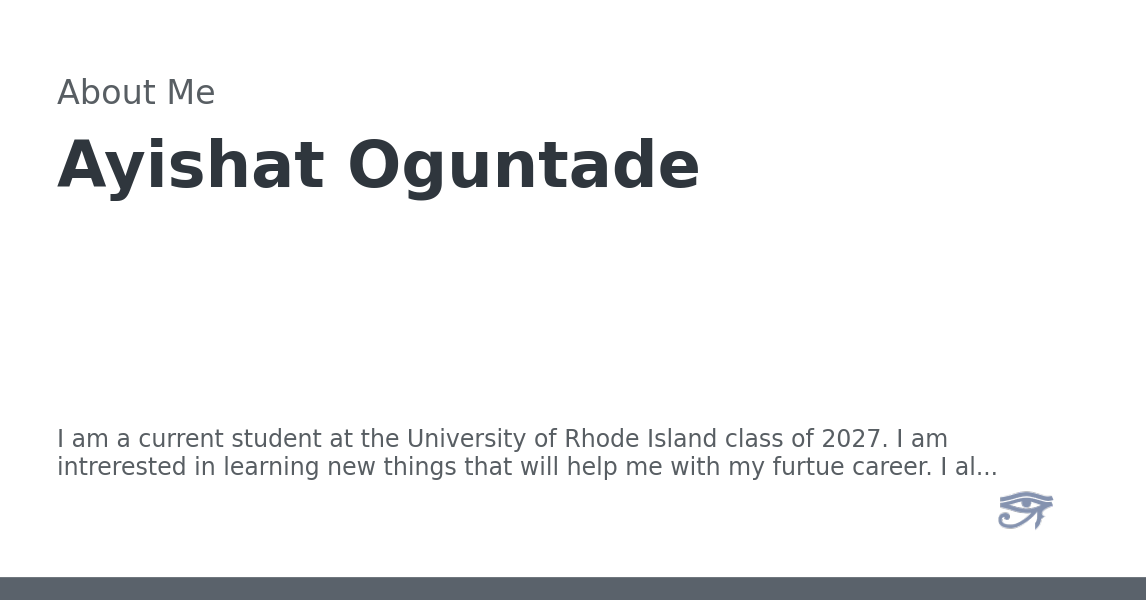 About Me
Ayishat Oguntade
I am a current student at the University of Rhode Island class of 2027. I am
intrerested in learning new things that will help me with my furtue career. I al...